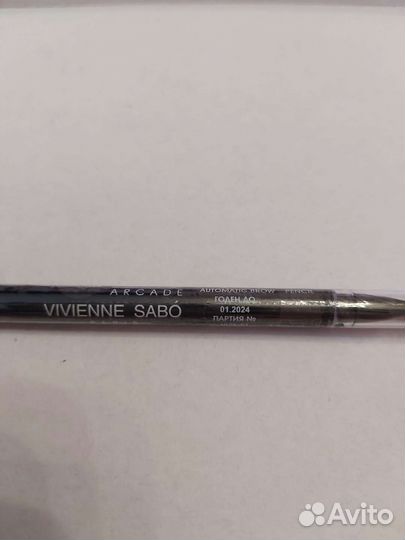 ARCADE
VIVIENNE SABÓ
AUTOMATIC BROW PENCIL
ГОДЕН ДО
01.2024
ПАРТИЯ №
Avito